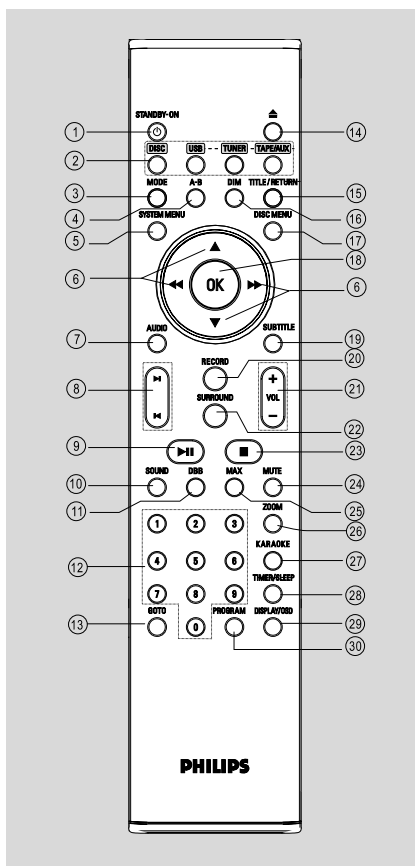 STANDBY-ON
1 14
DISC USB TUNER TAPE/AUX
2
MODE A-B DIM TITLE/RETURN
3 15
4 16
SYSTEM MENU DISC MENU
5 17
18
6 OK 6
AUDIO SUBTITLE
7 19
RECORD
20
8 + VOL − 21
SURROUND
22
9 23
SOUND DBB MAX MUTE
10 24
11 25
ZOOM
26
1 2 3
KARAOKE
27
12 4 5 6
TIMER/SLEEP
7 8 9 28
GOTO PROGRAM DISPLAY/OSD
13 0 29
30
PHILIPS